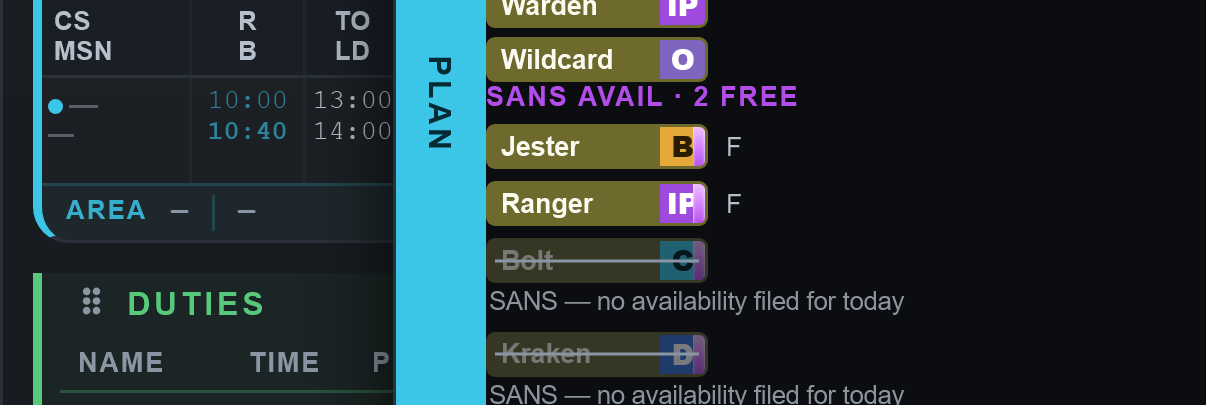 CS R TO
MSN B LD
— 10:00 13:00
— 10:40 14:00
AREA — —
DUTIES
NAME TIME P
PLAN
Warden IP
Wildcard O
SANS AVAIL · 2 FREE
Jester B F
Ranger IP F
Bolt C
SANS — no availability filed for today
Kraken D
SANS — no availability filed for today